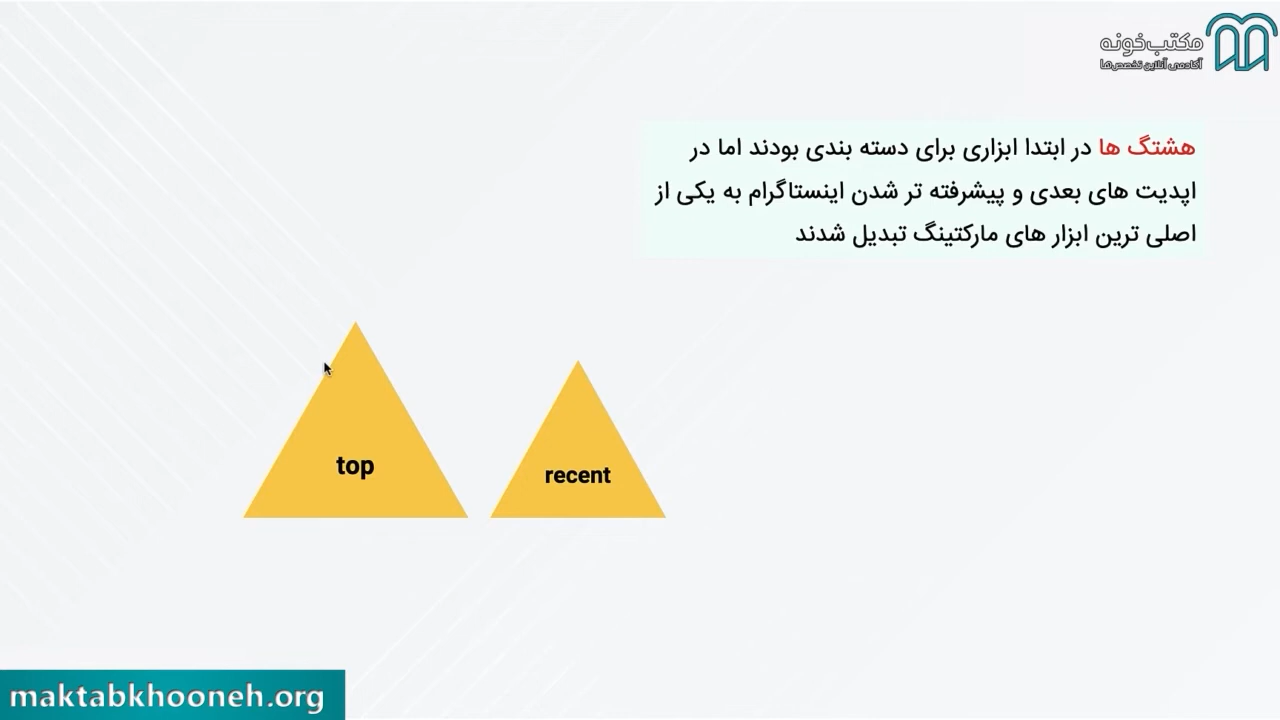 مکتب‌خونه
آکادمی آنلاین تخصص‌ها
هشتگ ها در ابتدا ابزاری برای دسته بندی بودند اما در
اپدیت های بعدی و پیشرفته تر شدن اینستاگرام به یکی از
اصلی ترین ابزار های مارکتینگ تبدیل شدند
top
recent
maktabkhooneh.org